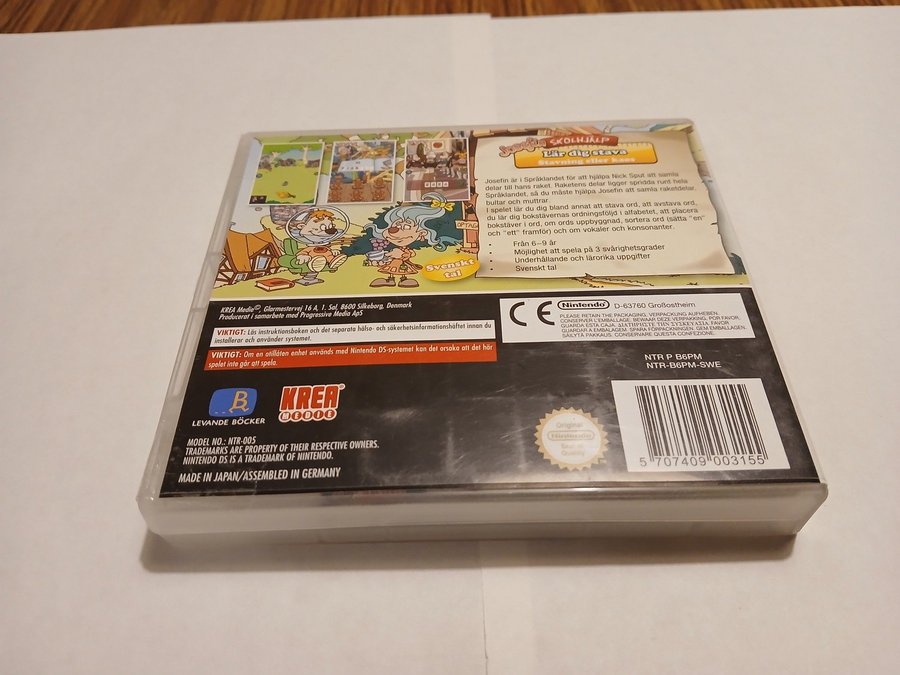 Josefin SKOLHJÄLP
Lär dig stava
Stavning eller kaos
Josefin är i Språklandet för att hjälpa Nick Sput att samla
delar till hans raket. Raketens delar ligger spridda runt hela
Språklandet, så du måste hjälpa Josefin att samla raketdelar,
bultar och muttrar.
I spelet lär du dig bland annat att stava ord, att avstava ord,
du lär dig bokstävernas ordningsföljd i alfabetet, att placera
bokstäver i ord, om ords uppbyggnad, sortera ord (sätta "en"
och "ett" framför) och om vokaler och konsonanter.
• Från 6–9 år
• Möjlighet att spela på 3 svårighetsgrader
• Underhållande och lärorika uppgifter
• Svenskt tal
Svenskt
tal
KREA Medie©, Glarmestervej 16 A, 1. Sal, 8600 Silkeborg, Danmark
Producerat i samarbete med Progressive Media ApS
VIKTIGT: Läs instruktionsboken och det separata hälso- och säkerhetsinformationshäftet innan du
installerar och använder systemet.
VIKTIGT: Om en otillåten enhet används med Nintendo DS-systemet kan det orsaka att det här
spelet inte går att spela.
CE
Nintendo D-63760 Großostheim
PLEASE RETAIN THE PACKAGING. VERPACKUNG AUFHEBEN.
CONSERVER L'EMBALLAGE. BEWAAR DEZE VERPAKKING. POR FAVOR,
GUARDA ESTA CAJA. ΔΙΑΤΗΡΗΣΤΕ ΤΗΝ ΣΥΣΚΕΥΑΣΙΑ. FAVOR
GUARDAR A EMBALAGEM. SPARA FÖRPACKNINGEN. GEM EMBALLAGEN.
SÄILYTÄ PAKKAUS. CONSERVARE QUESTA CONFEZIONE.
NTR P B6PM
NTR-B6PM-SWE
B
LEVANDE BÖCKER
KREA
MEDIE
MODEL NO.: NTR-005
TRADEMARKS ARE PROPERTY OF THEIR RESPECTIVE OWNERS.
NINTENDO DS IS A TRADEMARK OF NINTENDO.
MADE IN JAPAN/ASSEMBLED IN GERMANY
Original
Nintendo
Seal of
Quality
5 707409 003155